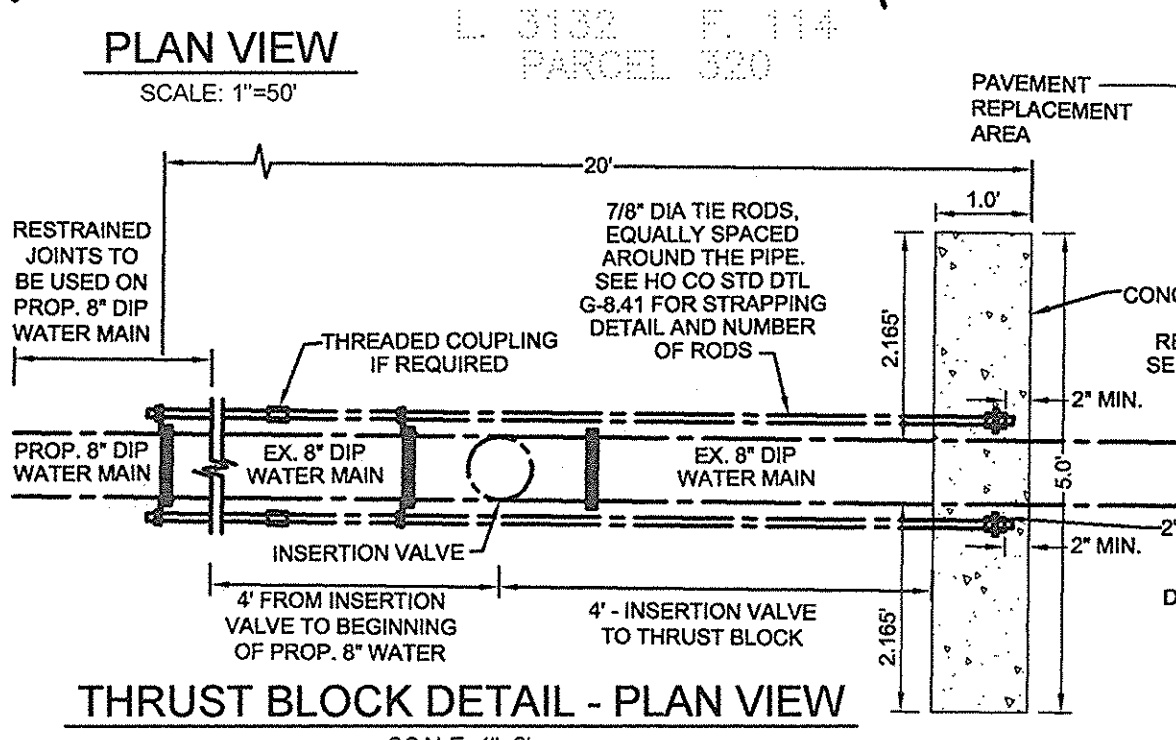 L. 3132 F. 114
PARCEL 320
PLAN VIEW
SCALE: 1"=50'
PAVEMENT
REPLACEMENT
AREA
20'
1.0'
RESTRAINED
JOINTS TO
BE USED ON
PROP. 8" DIP
WATER MAIN
7/8" DIA TIE RODS,
EQUALLY SPACED
AROUND THE PIPE.
SEE HO CO STD DTL
G-8.41 FOR STRAPPING
DETAIL AND NUMBER
OF RODS
THREADED COUPLING
IF REQUIRED
2.165'
2" MIN.
PROP. 8" DIP
WATER MAIN
EX. 8" DIP
WATER MAIN
EX. 8" DIP
WATER MAIN
5.0'
INSERTION VALVE
2" MIN.
4' FROM INSERTION
VALVE TO BEGINNING
OF PROP. 8" WATER
4' - INSERTION VALVE
TO THRUST BLOCK
2.165'
THRUST BLOCK DETAIL - PLAN VIEW